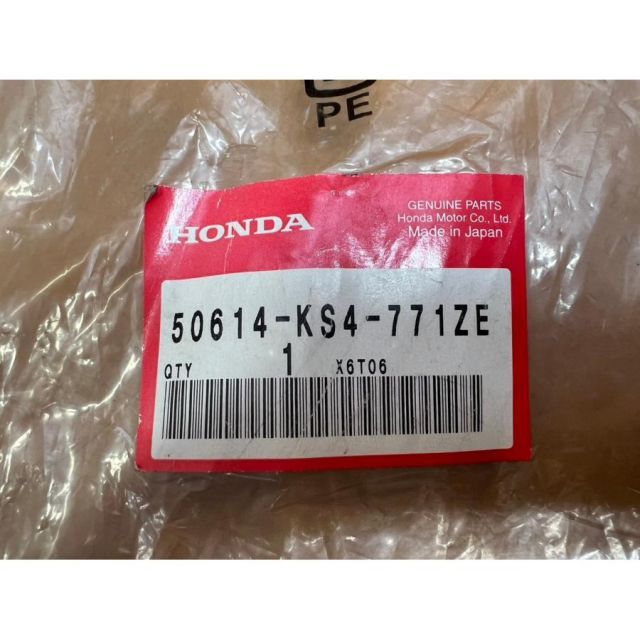 PE
HONDA
GENUINE PARTS
Honda Motor Co., Ltd.
Made in Japan
50614-KS4-771ZE
QTY 1 X6T06